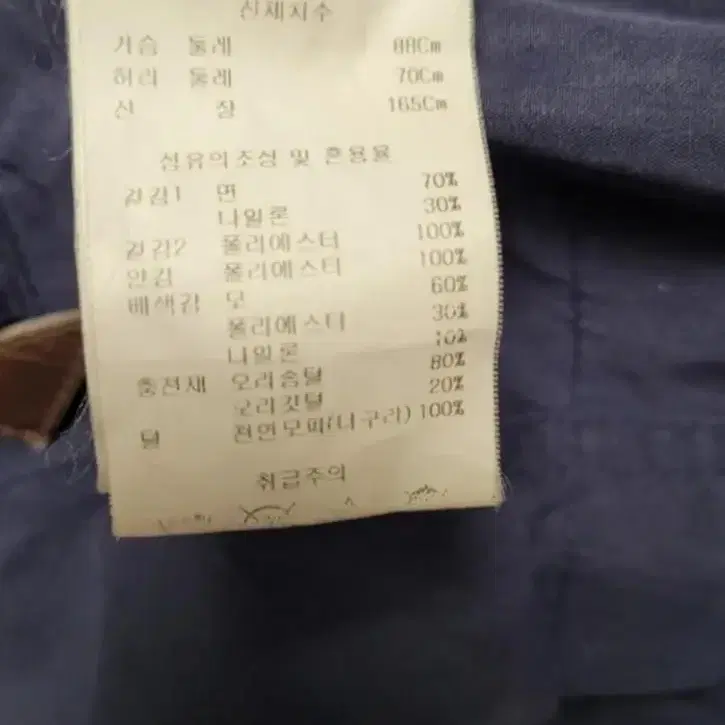 신체치수
가슴 둘레 88Cm
허리 둘레 70Cm
신 장 165Cm
섬유의조성 및 혼용율
겉감1 면 70%
나일론 30%
겉감2 폴리에스터 100%
안감 폴리에스터 100%
배색감 모 60%
폴리에스터 30%
나일론 10%
충전재 오리솜털 80%
오리깃털 20%
털 천연모피(너구리) 100%
취급주의